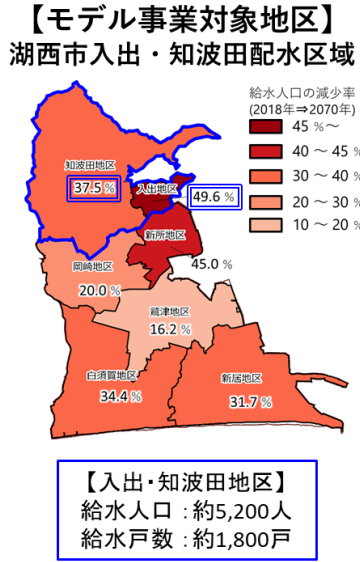 【モデル事業対象地区】
湖西市入出・知波田配水区域
給水人口の減少率
(2018年⇒2070年)
45 %～
40 ～ 45 %
30 ～ 40 %
20 ～ 30 %
10 ～ 20 %
知波田地区
37.5 %
入出地区
49.6 %
新所地区
45.0 %
岡崎地区
20.0 %
鷲津地区
16.2 %
白須賀地区
34.4 %
新居地区
31.7 %
【入出・知波田地区】
給水人口：約5,200人
給水戸数：約1,800戸